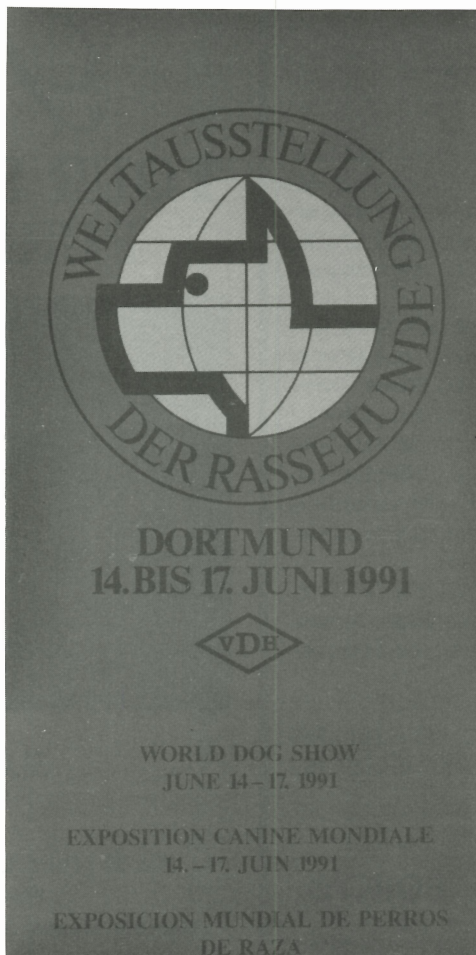 WELTAUSSTELLUNG
DER RASSEHUNDE
DORTMUND
14. BIS 17. JUNI 1991
VDH
WORLD DOG SHOW
JUNE 14–17. 1991
EXPOSITION CANINE MONDIALE
14.–17. JUIN 1991
EXPOSICION MUNDIAL DE PERROS
DE RAZA